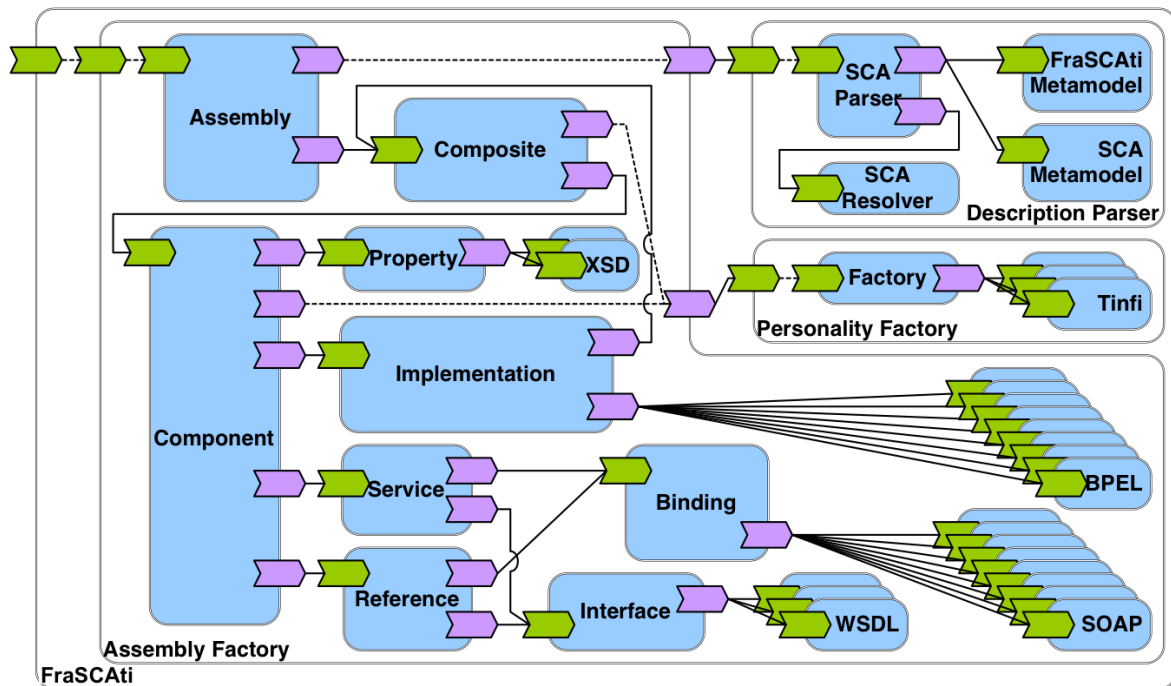 Assembly
Composite
SCA
Parser
FraSCAti
Metamodel
SCA
Metamodel
SCA
Resolver
Description Parser
Property
XSD
Factory
Tinfi
Personality Factory
Implementation
Component
Service
Binding
BPEL
Reference
Interface
WSDL
SOAP
Assembly Factory
FraSCAti